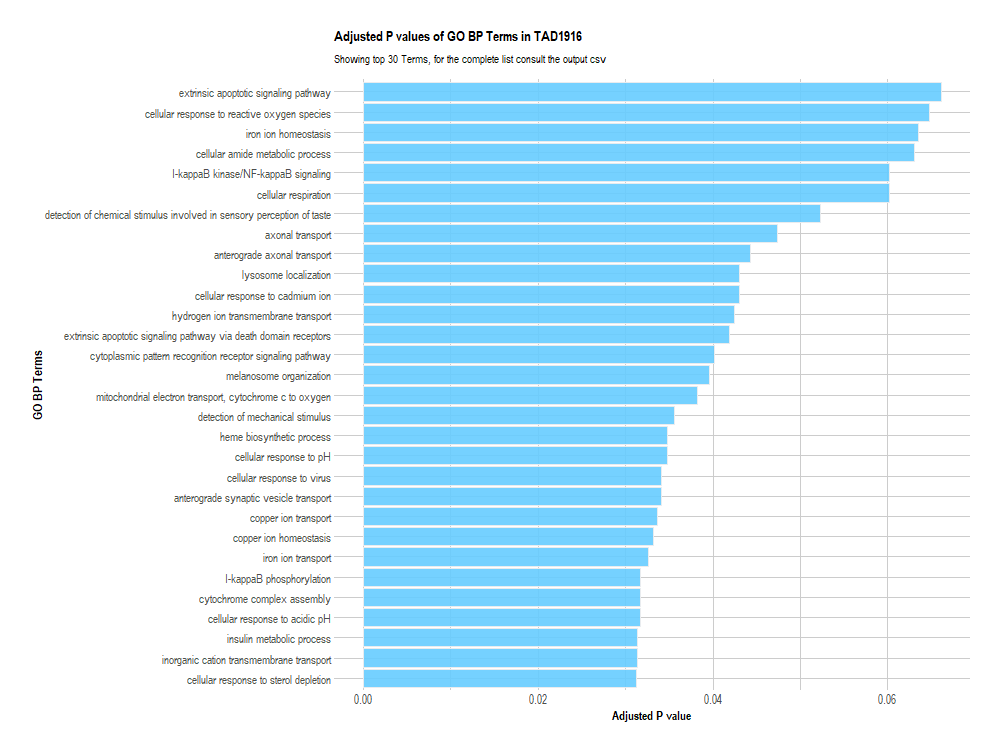 Adjusted P values of GO BP Terms in TAD1916
Showing top 30 Terms, for the complete list consult the output csv
GO BP Terms
extrinsic apoptotic signaling pathway
cellular response to reactive oxygen species
iron ion homeostasis
cellular amide metabolic process
I-kappaB kinase/NF-kappaB signaling
cellular respiration
detection of chemical stimulus involved in sensory perception of taste
axonal transport
anterograde axonal transport
lysosome localization
cellular response to cadmium ion
hydrogen ion transmembrane transport
extrinsic apoptotic signaling pathway via death domain receptors
cytoplasmic pattern recognition receptor signaling pathway
melanosome organization
mitochondrial electron transport, cytochrome c to oxygen
detection of mechanical stimulus
heme biosynthetic process
cellular response to pH
cellular response to virus
anterograde synaptic vesicle transport
copper ion transport
copper ion homeostasis
iron ion transport
I-kappaB phosphorylation
cytochrome complex assembly
cellular response to acidic pH
insulin metabolic process
inorganic cation transmembrane transport
cellular response to sterol depletion
0.00 0.02 0.04 0.06
Adjusted P value